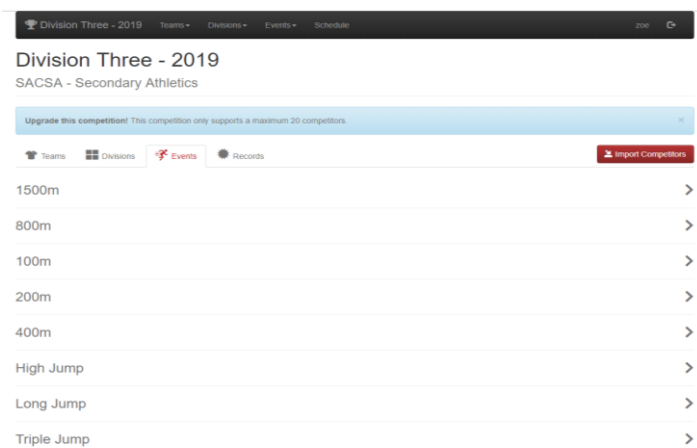 Division Three - 2019 Teams Divisions Events Schedule zoe
Division Three - 2019
SACSA - Secondary Athletics
Upgrade this competition! This competition only supports a maximum 20 competitors. ×
Teams Divisions Events Records Import Competitors
1500m
800m
100m
200m
400m
High Jump
Long Jump
Triple Jump